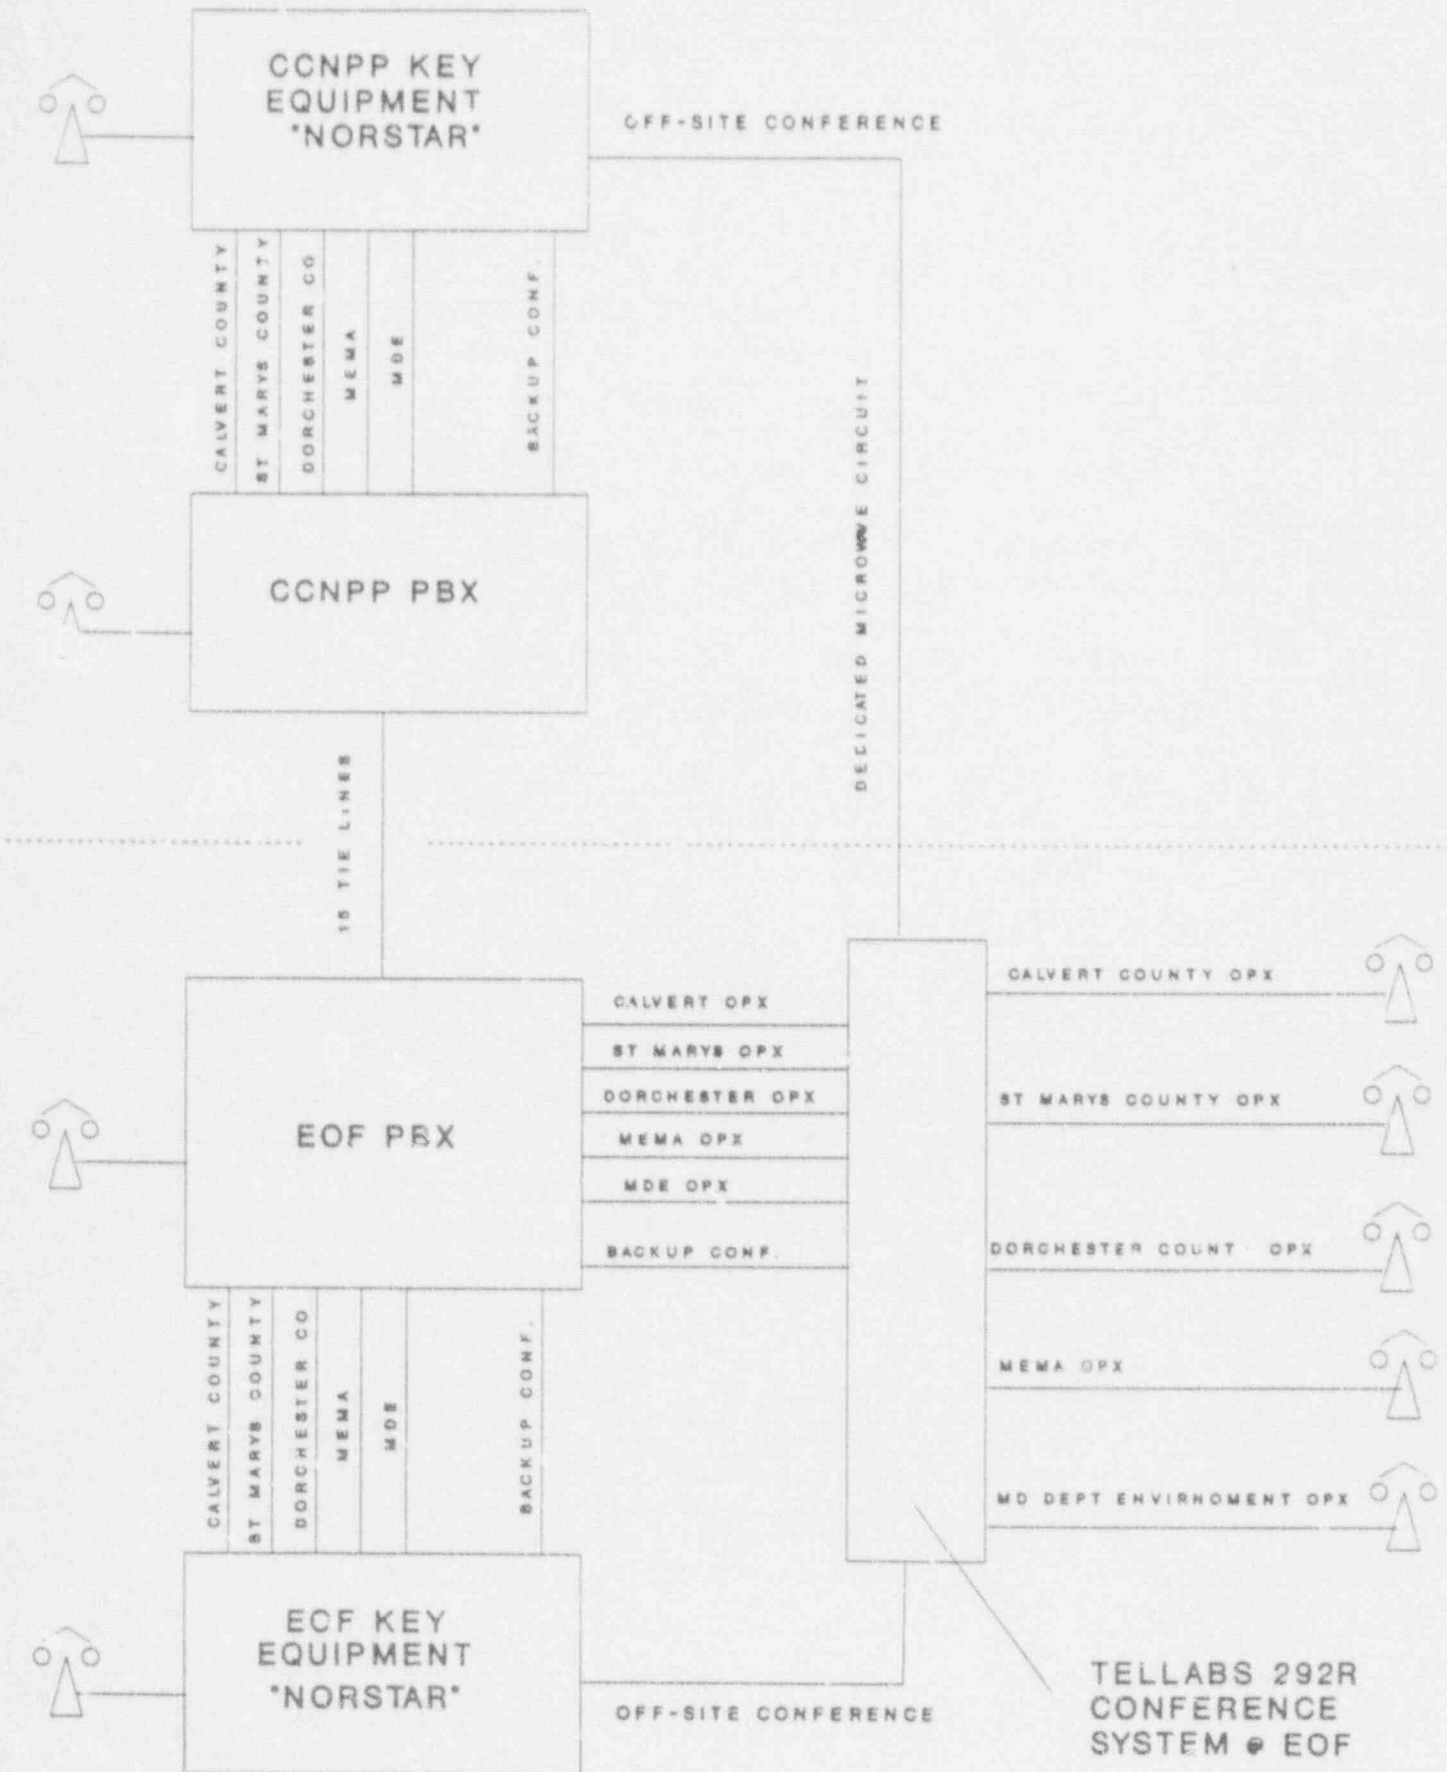 CCNPP KEY
EQUIPMENT
"NORSTAR"
OFF-SITE CONFERENCE
CALVERT COUNTY
ST MARYS COUNTY
DORCHESTER CO
MEMA
MDE
BACKUP CONF.
DEDICATED MICROWAVE CIRCUIT
CCNPP PBX
TIE LINES
EOF PBX
CALVERT OPX
ST MARYS OPX
DORCHESTER OPX
MEMA OPX
MDE OPX
BACKUP CONF.
CALVERT COUNTY OPX
ST MARYS COUNTY OPX
DORCHESTER COUNT OPX
MEMA OPX
MD DEPT ENVIRNOMENT OPX
CALVERT COUNTY
ST MARYS COUNTY
DORCHESTER CO
MEMA
MDE
BACKUP CONF.
EOF KEY
EQUIPMENT
"NORSTAR"
OFF-SITE CONFERENCE
TELLABS 292R
CONFERENCE
SYSTEM @ EOF